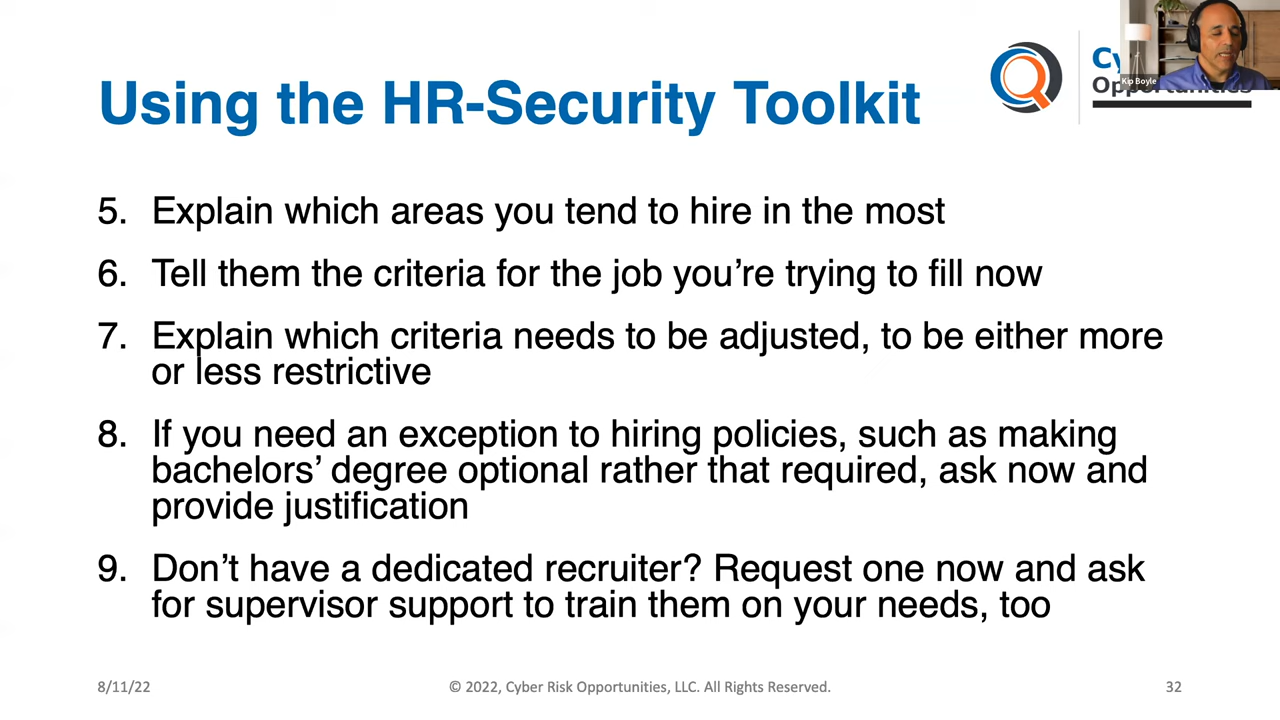 Using the HR-Security Toolkit
Cy
Opportunities
Kip Boyle
5. Explain which areas you tend to hire in the most
6. Tell them the criteria for the job you’re trying to fill now
7. Explain which criteria needs to be adjusted, to be either more
or less restrictive
8. If you need an exception to hiring policies, such as making
bachelors’ degree optional rather that required, ask now and
provide justification
9. Don’t have a dedicated recruiter? Request one now and ask
for supervisor support to train them on your needs, too
8/11/22
© 2022, Cyber Risk Opportunities, LLC. All Rights Reserved.
32